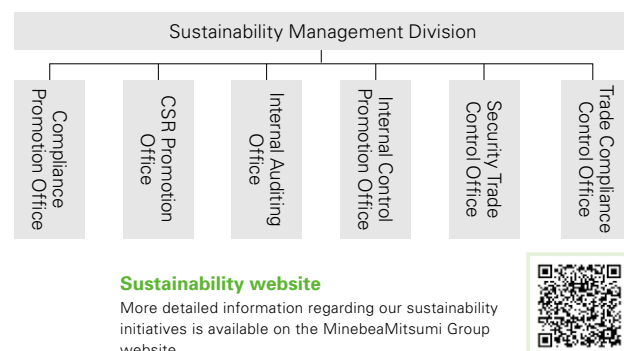 Sustainability Management Division
Compliance
Promotion Office
CSR Promotion
Office
Internal Auditing
Office
Internal Control
Promotion Office
Security Trade
Control Office
Trade Compliance
Control Office
Sustainability website
More detailed information regarding our sustainability
initiatives is available on the MinebeaMitsumi Group
website